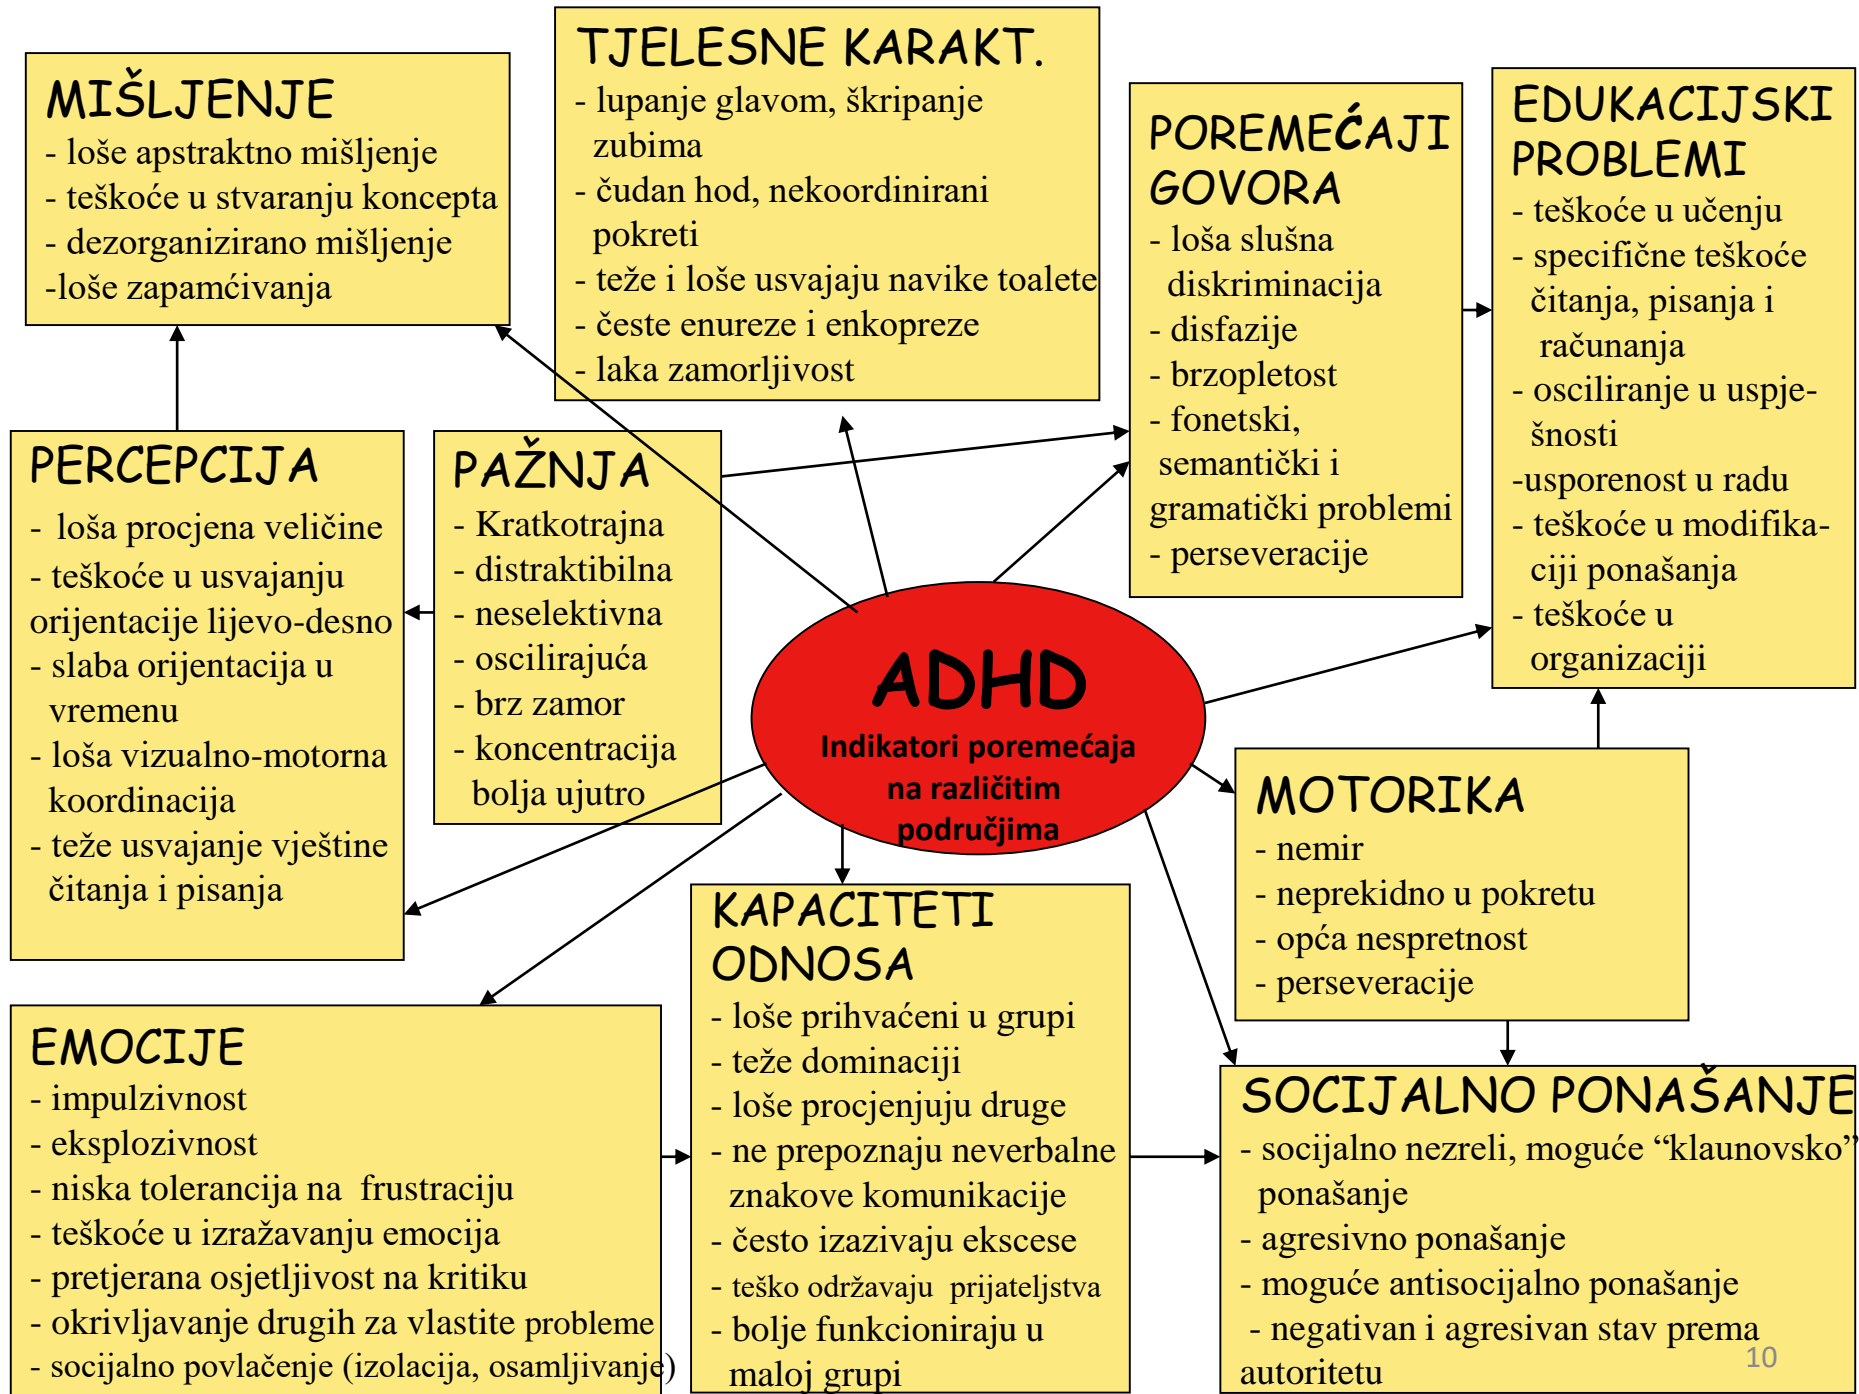 MIŠLJENJE
- loše apstraktno mišljenje
- teškoće u stvaranju koncepta
- dezorganizirano mišljenje
-loše zapamćivanja
TJELESNE KARAKT.
- lupanje glavom, škripanje
zubima
- čudan hod, nekoordinirani
pokreti
- teže i loše usvajaju navike toalete
- česte enureze i enkopreze
- laka zamorljivost
POREMEĆAJI
GOVORA
- loša slušna
diskriminacija
- disfazije
- brzopletost
- fonetski,
semantički i
gramatički problemi
- perseveracije
EDUKACIJSKI
PROBLEMI
- teškoće u učenju
- specifične teškoće
čitanja, pisanja i
računanja
- osciliranje u uspje-
šnosti
-usporenost u radu
- teškoće u modifika-
ciji ponašanja
- teškoće u
organizaciji
PERCEPCIJA
- loša procjena veličine
- teškoće u usvajanju
orijentacije lijevo-desno
- slaba orijentacija u
vremenu
- loša vizualno-motorna
koordinacija
- teže usvajanje vještine
čitanja i pisanja
PAŽNJA
- Kratkotrajna
- distraktibilna
- neselektivna
- oscilirajuća
- brz zamor
- koncentracija
bolja ujutro
ADHD
Indikatori poremećaja
na različitim
područjima
MOTORIKA
- nemir
- neprekidno u pokretu
- opća nespretnost
- perseveracije
EMOCIJE
- impulzivnost
- eksplozivnost
- niska tolerancija na frustraciju
- teškoće u izražavanju emocija
- pretjerana osjetljivost na kritiku
- okrivljavanje drugih za vlastite probleme
- socijalno povlačenje (izolacija, osamljivanje)
KAPACITETI
ODNOSA
- loše prihvaćeni u grupi
- teže dominaciji
- loše procjenjuju druge
- ne prepoznaju neverbalne
znakove komunikacije
- često izazivaju ekscese
- teško održavaju prijateljstva
- bolje funkcioniraju u
maloj grupi
SOCIJALNO PONAŠANJE
- socijalno nezreli, moguće “klaunovsko”
ponašanje
- agresivno ponašanje
- moguće antisocijalno ponašanje
- negativan i agresivan stav prema
autoritetu
10